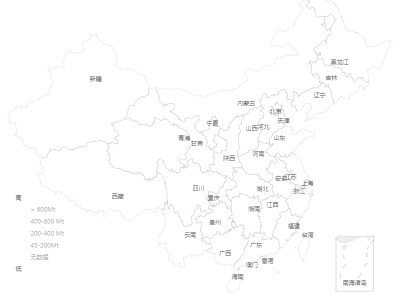 黑龙江
吉林
新疆
辽宁
内蒙古
北京
天津
宁夏
山西
河北
青海
山东
甘肃
陕西
河南
江苏
安徽
上海
四川
湖北
浙江
西藏
重庆
江西
湖南
贵州
福建
云南
台湾
广东
广西
香港
澳门
海南
南海诸岛
高
> 600Mt
400-600 Mt
200-400 Mt
45-200Mt
无数据
低